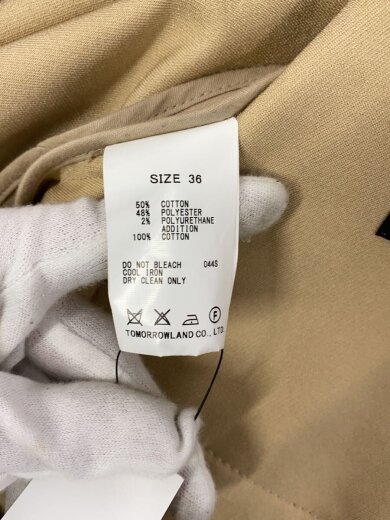 SIZE 36
50% COTTON
48% POLYESTER
2% POLYURETHANE
ADDITION
100% COTTON
DO NOT BLEACH 044S
COOL IRON
DRY CLEAN ONLY
F
TOMORROWLAND CO., LTD.